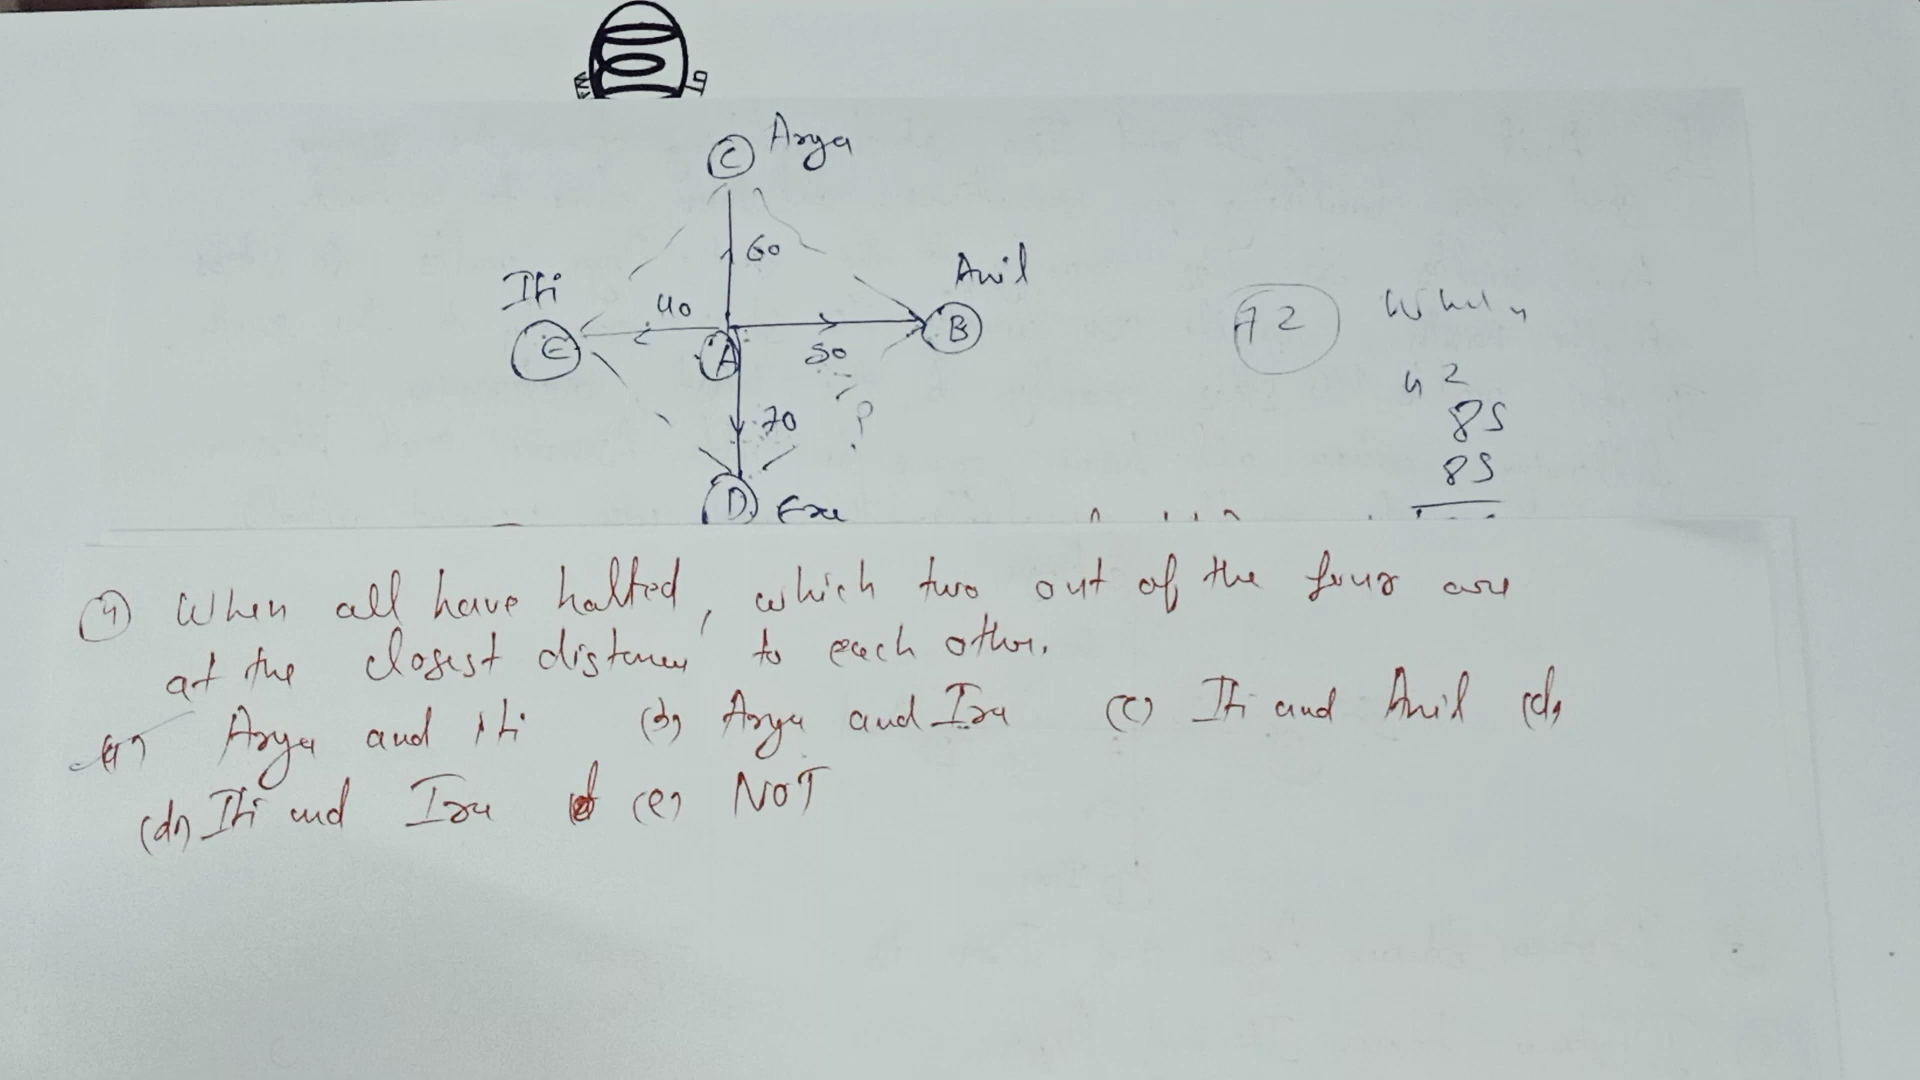 C Arya
60
Iti
Anil
40
E
A
B
50
?
70
D
72
42
85
85
4) When all have halted, which two out of the four are
at the closest distance to each other.
(a) Arya and iti (b) Arya and Ira (c) Iti and Anil (d)
(d) Iti and Ira (e) NOT